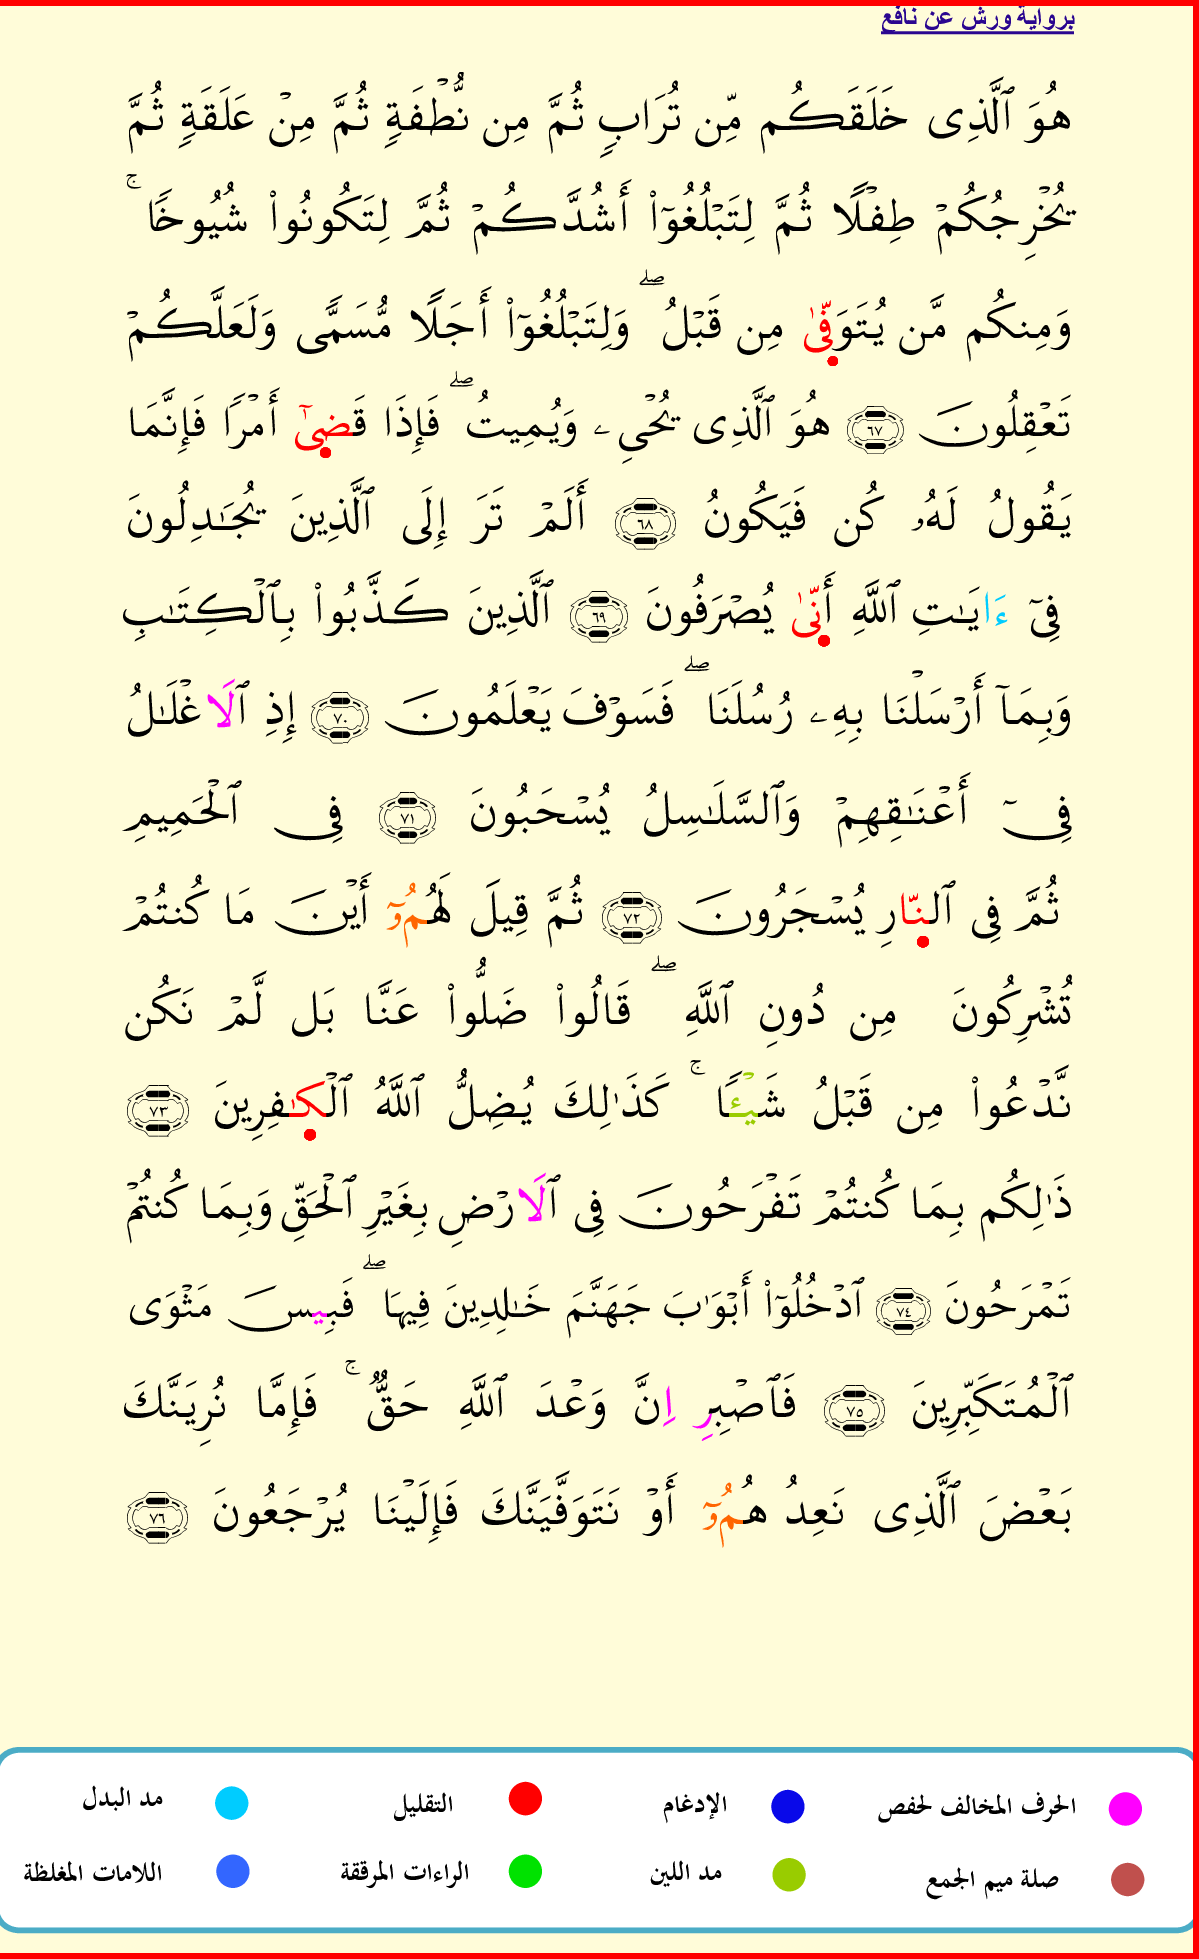 برواية ورش عن نافع
هُوَ ٱلَّذِى خَلَقَكُم مِّن تُرَابٖ ثُمَّ مِن نُّطْفَةٖ ثُمَّ مِنْ عَلَقَةٖ ثُمَّ
يُخْرِجُكُمْ طِفْلًا ثُمَّ لِتَبْلُغُوٓاْ أَشُدَّكُمْ ثُمَّ لِتَكُونُواْ شُيُوخًا ۚ
وَمِنكُم مَّن يُتَوَفّىٰ مِن قَبْلُ ۖ وَلِتَبْلُغُوٓاْ أَجَلًا مُّسَمًّى وَلَعَلَّكُمْ
تَعْقِلُونَ ٦٧ هُوَ ٱلَّذِى يُحْىِۦ وَيُمِيتُ ۖ فَإِذَا قَضىٰٓ أَمْرًا فَإِنَّمَا
يَقُولُ لَهُۥ كُن فَيَكُونُ ٦٨ أَلَمْ تَرَ إِلَى ٱلَّذِينَ يُجَٰدِلُونَ
فِىٓ ءَايَٰتِ ٱللَّهِ أَنّىٰ يُصْرَفُونَ ٦٩ ٱلَّذِينَ كَذَّبُواْ بِٱلْكِتَٰبِ
وَبِمَآ أَرْسَلْنَا بِهِۦ رُسُلَنَا ۖ فَسَوْفَ يَعْلَمُونَ ٧٠ إِذِ ٱلَاغْلَٰلُ
فِىٓ أَعْنَٰقِهِمْ وَٱلسَّلَٰسِلُ يُسْحَبُونَ ٧١ فِى ٱلْحَمِيمِ
ثُمَّ فِى ٱلنّارِ يُسْجَرُونَ ٧٢ ثُمَّ قِيلَ لَهُمُۥٓ أَيْنَ مَا كُنتُمْ
تُشْرِكُونَ مِن دُونِ ٱللَّهِ ۖ قَالُواْ ضَلُّواْ عَنَّا بَل لَّمْ نَكُن
نَّدْعُواْ مِن قَبْلُ شَيْـًٔا ۚ كَذَٰلِكَ يُضِلُّ ٱللَّهُ ٱلْكٰفِرِينَ ٧٣
ذَٰلِكُم بِمَا كُنتُمْ تَفْرَحُونَ فِى ٱلَارْضِ بِغَيْرِ ٱلْحَقِّ وَبِمَا كُنتُمْ
تَمْرَحُونَ ٧٤ ٱدْخُلُوٓاْ أَبْوَٰبَ جَهَنَّمَ خَٰلِدِينَ فِيهَا ۖ فَبِيسَ مَثْوَى
ٱلْمُتَكَبِّرِينَ ٧٥ فَٱصْبِرِ اِنَّ وَعْدَ ٱللَّهِ حَقٌّ ۚ فَإِمَّا نُرِيَنَّكَ
بَعْضَ ٱلَّذِى نَعِدُهُمُۥٓ أَوْ نَتَوَفَّيَنَّكَ فَإِلَيْنَا يُرْجَعُونَ ٧٦
الحرف المخالف لحفص الإدغام التقليل مد البدل
صلة ميم الجمع مد اللين الراءات المرققة اللامات المغلظة